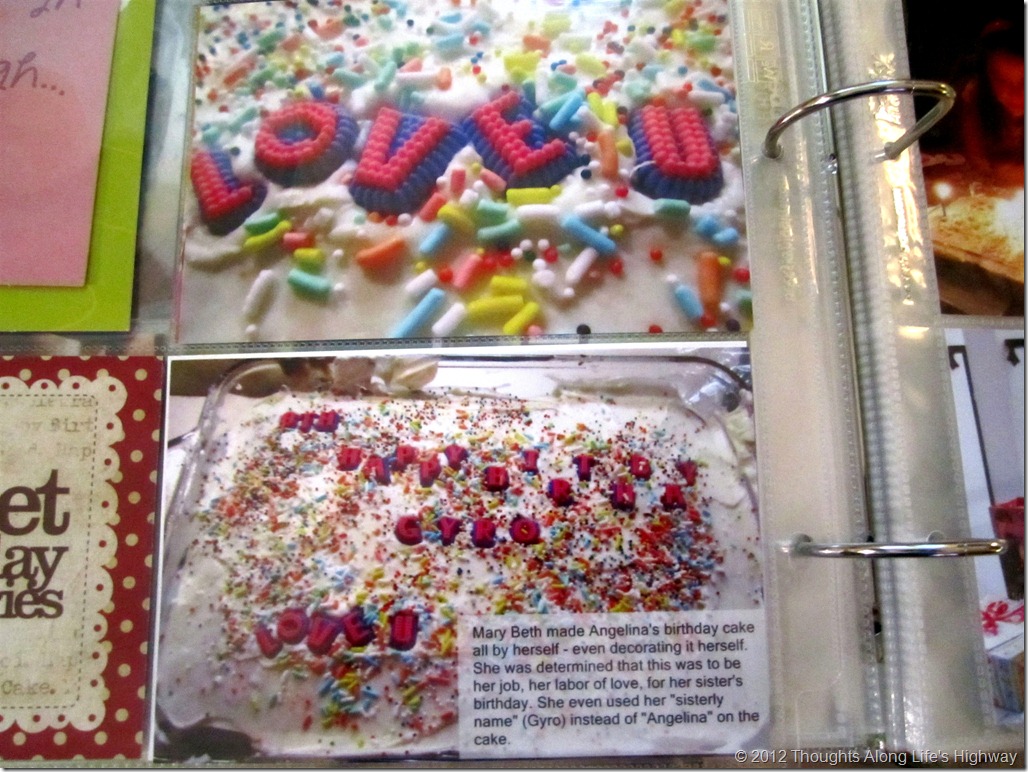 LOVE U
HAPPY
GYRO
LOVE U
Mary Beth made Angelina's birthday cake
all by herself - even decorating it herself.
She was determined that this was to be
her job, her labor of love, for her sister's
birthday. She even used her "sisterly
name" (Gyro) instead of "Angelina" on the
cake.
Cake.
© 2012 Thoughts Along Life's Highway